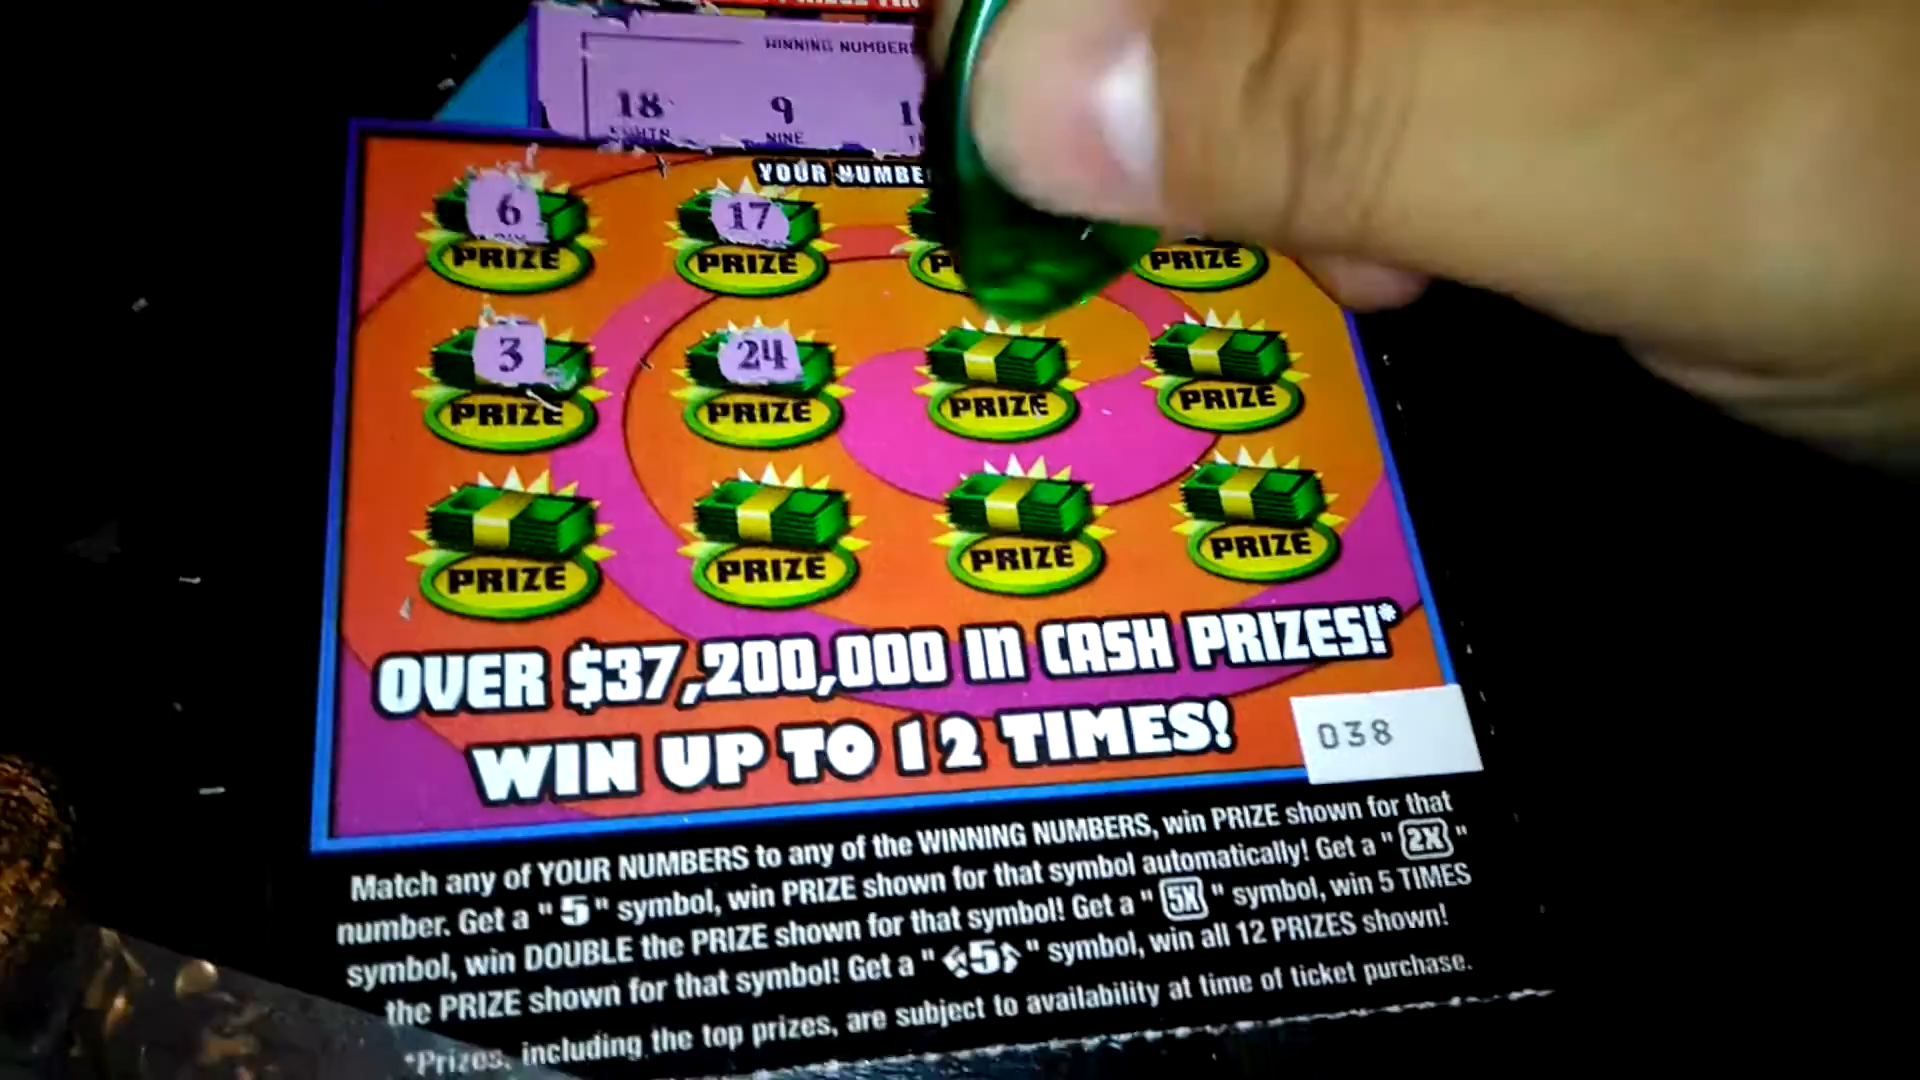 WINNING NUMBERS
18 9
NINE
YOUR NUMBE
6 17
PRIZE PRIZE PRIZE
3 24
PRIZE PRIZE PRIZE PRIZE
PRIZE PRIZE PRIZE PRIZE
OVER $37,200,000 IN CASH PRIZES!*
WIN UP TO 12 TIMES!
038
Match any of YOUR NUMBERS to any of the WINNING NUMBERS, win PRIZE shown for that
number. Get a "5" symbol, win PRIZE shown for that symbol automatically! Get a "2X"
symbol, win DOUBLE the PRIZE shown for that symbol! Get a "5X" symbol, win 5 TIMES
the PRIZE shown for that symbol! Get a "5" symbol, win all 12 PRIZES shown!
*Prizes, including the top prizes, are subject to availability at time of ticket purchase.